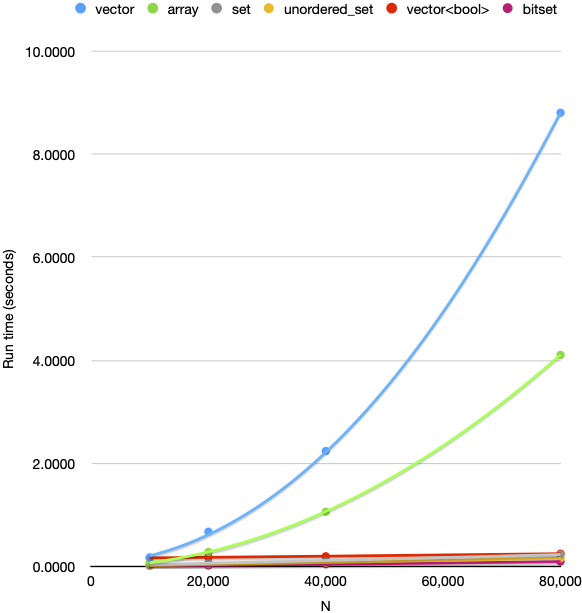 vector array set unordered_set vector<bool> bitset
10.0000
8.0000
6.0000
4.0000
2.0000
0.0000
Run time (seconds)
0 20,000 40,000 60,000 80,000
N